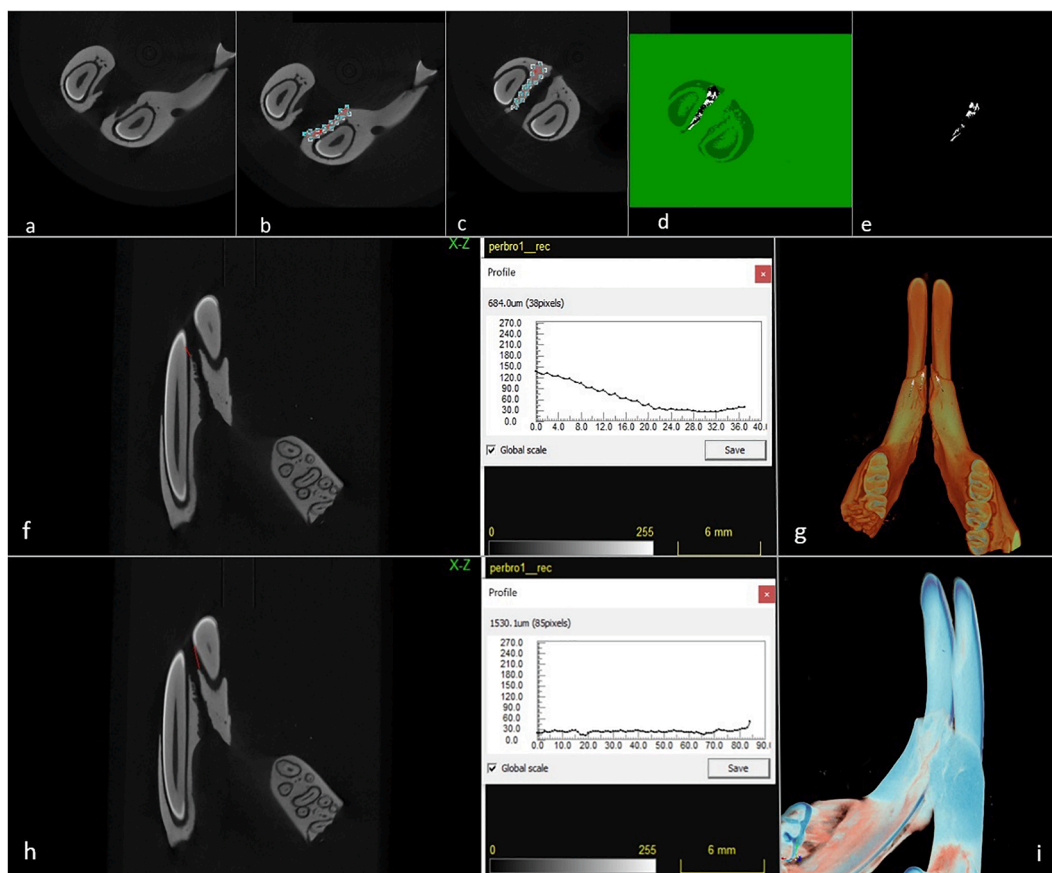 a
b
c
d
e
X-Z
perbro1__rec
Profile
×
684.0um (38pixels)
270.0
240.0
210.0
180.0
150.0
120.0
90.0
60.0
30.0
0.0
0.0 4.0 8.0 12.0 16.0 20.0 24.0 28.0 32.0 36.0 40.0
Global scale
Save
0 255 6 mm
f
g
X-Z
perbro1__rec
Profile
×
1530.1um (85pixels)
270.0
240.0
210.0
180.0
150.0
120.0
90.0
60.0
30.0
0.0
0.0 10.0 20.0 30.0 40.0 50.0 60.0 70.0 80.0 90.0
Global scale
Save
0 255 6 mm
h
i